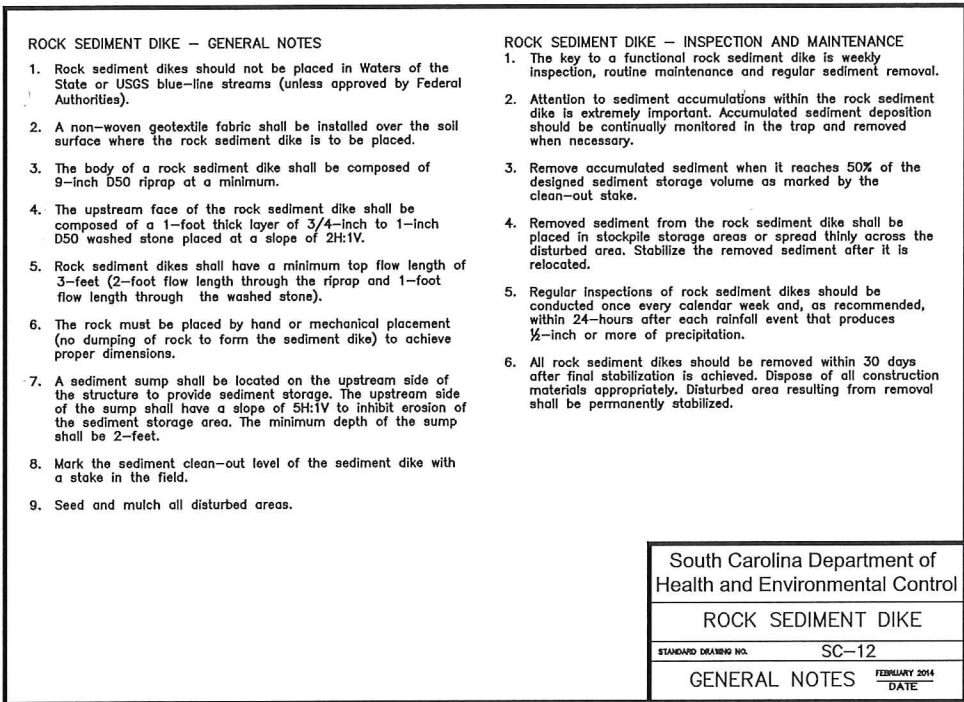 ROCK SEDIMENT DIKE – GENERAL NOTES
1. Rock sediment dikes should not be placed in Waters of the
State or USGS blue–line streams (unless approved by Federal
Authorities).
2. A non–woven geotextile fabric shall be installed over the soil
surface where the rock sediment dike is to be placed.
3. The body of a rock sediment dike shall be composed of
9–inch D50 riprap at a minimum.
4. The upstream face of the rock sediment dike shall be
composed of a 1–foot thick layer of 3/4–inch to 1–inch
D50 washed stone placed at a slope of 2H:1V.
5. Rock sediment dikes shall have a minimum top flow length of
3–feet (2–foot flow length through the riprap and 1–foot
flow length through the washed stone).
6. The rock must be placed by hand or mechanical placement
(no dumping of rock to form the sediment dike) to achieve
proper dimensions.
7. A sediment sump shall be located on the upstream side of
the structure to provide sediment storage. The upstream side
of the sump shall have a slope of 5H:1V to inhibit erosion of
the sediment storage area. The minimum depth of the sump
shall be 2–feet.
8. Mark the sediment clean–out level of the sediment dike with
a stake in the field.
9. Seed and mulch all disturbed areas.
ROCK SEDIMENT DIKE – INSPECTION AND MAINTENANCE
1. The key to a functional rock sediment dike is weekly
inspection, routine maintenance and regular sediment removal.
2. Attention to sediment accumulations within the rock sediment
dike is extremely important. Accumulated sediment deposition
should be continually monitored in the trap and removed
when necessary.
3. Remove accumulated sediment when it reaches 50% of the
designed sediment storage volume as marked by the
clean–out stake.
4. Removed sediment from the rock sediment dike shall be
placed in stockpile storage areas or spread thinly across the
disturbed area. Stabilize the removed sediment after it is
relocated.
5. Regular inspections of rock sediment dikes should be
conducted once every calendar week and, as recommended,
within 24–hours after each rainfall event that produces
½–inch or more of precipitation.
6. All rock sediment dikes should be removed within 30 days
after final stabilization is achieved. Dispose of all construction
materials appropriately. Disturbed area resulting from removal
shall be permanently stabilized.
South Carolina Department of
Health and Environmental Control
ROCK SEDIMENT DIKE
STANDARD DRAWING NO. SC–12
GENERAL NOTES FEBRUARY 2014
DATE